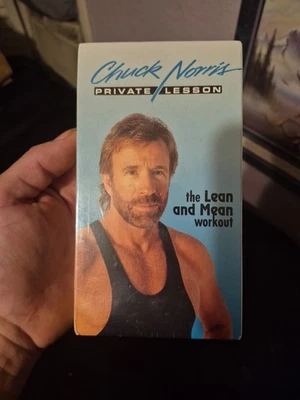 Chuck Norris
PRIVATE LESSON
the Lean
and Mean
workout